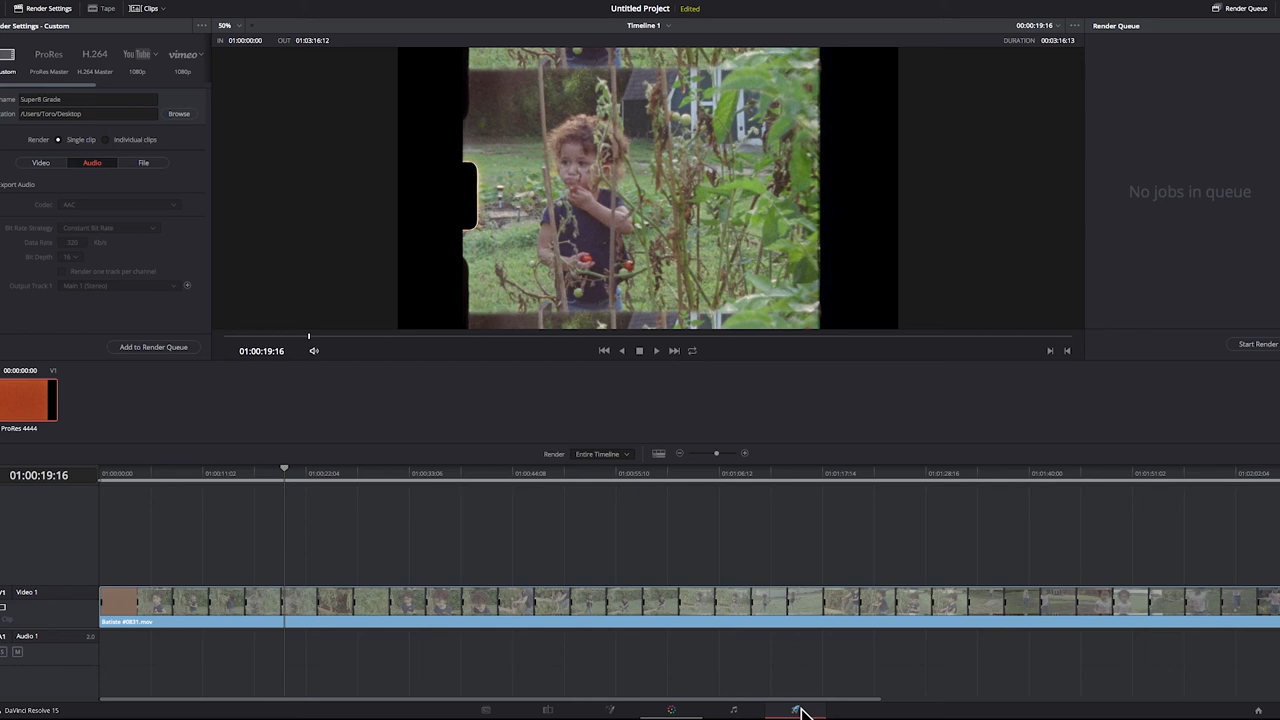 Render Settings
Tape
Clips
Untitled Project
Edited
Render Queue
der Settings - Custom
50%
Timeline 1
00:00:19:16
Render Queue
IN 01:00:00:00 OUT 01:03:16:12
DURATION 00:03:16:13
ProRes
H.264
You Tube
vimeo
ustom
ProRes Master
H.264 Master
1080p
1080p
name
Super8 Grade
cation
/Users/Toro/Desktop
Browse
Render
Single clip
Individual clips
Video
Audio
File
Export Audio
Codec
AAC
Bit Rate Strategy
Constant Bit Rate
Data Rate
320
Kb/s
Bit Depth
16
Render one track per channel
Output Track 1
Main 1 (Stereo)
No jobs in queue
Add to Render Queue
01:00:19:16
Start Render
00:00:00:00
V1
ProRes 4444
Render
Entire Timeline
01:00:19:16
01:00:00:00
01:00:11:02
01:00:22:04
01:00:33:06
01:00:44:08
01:00:55:10
01:01:06:12
01:01:17:14
01:01:28:16
01:01:40:00
01:01:51:02
01:02:02:04
V1
Video 1
Clip
Batiste #0831.mov
A1
Audio 1
2.0
S
M
DaVinci Resolve 15